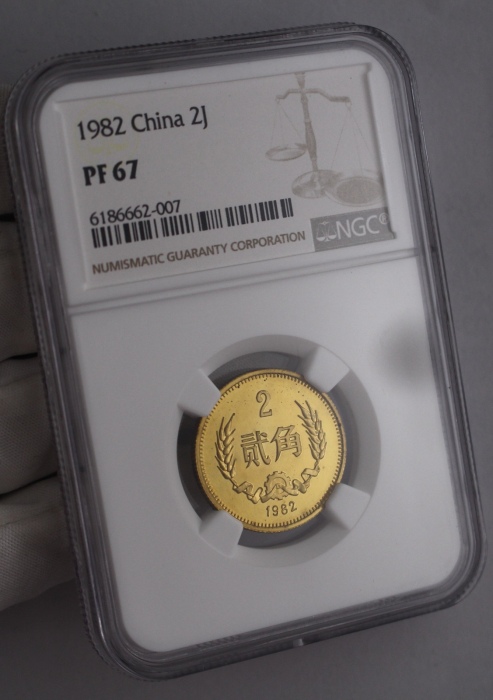 1982 China 2J
PF 67
6186662-007
NUMISMATIC GUARANTY CORPORATION
NGC®
2
贰角
1982